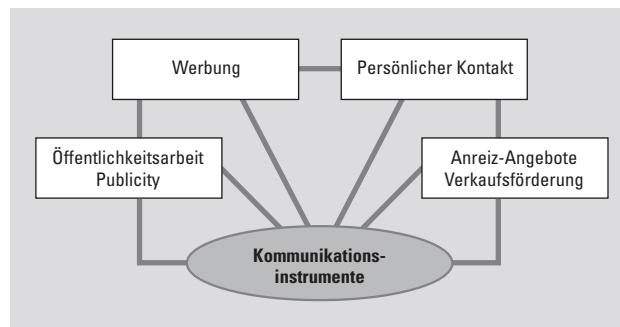 Werbung
Persönlicher Kontakt
Öffentlichkeitsarbeit
Publicity
Anreiz-Angebote
Verkaufsförderung
Kommunikations-
instrumente